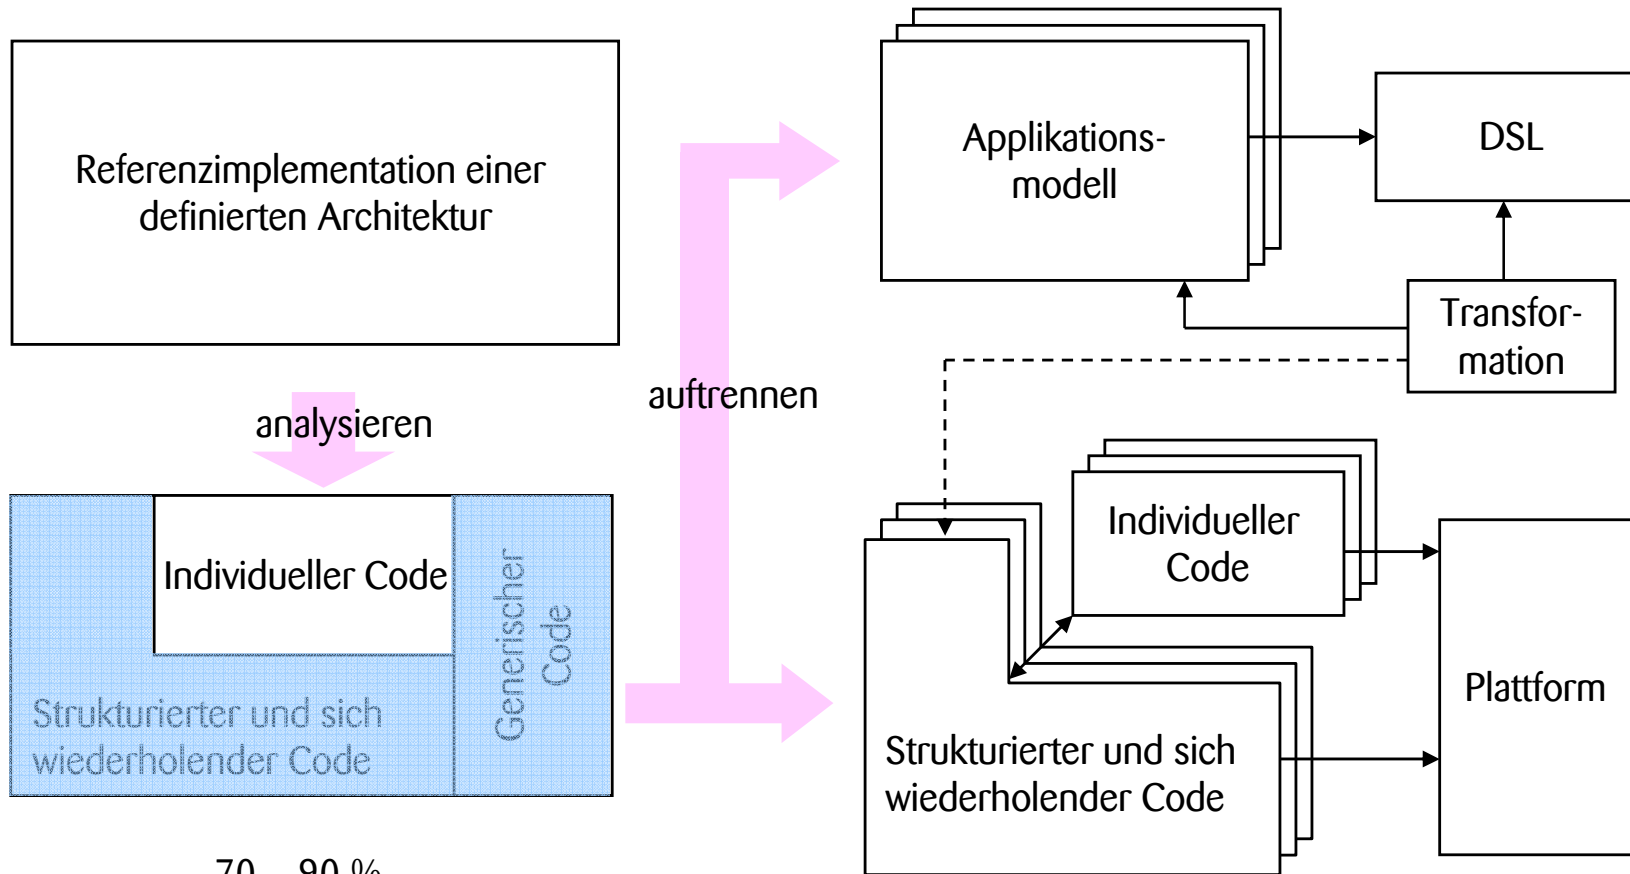 Referenzimplementation einer
definierten Architektur
analysieren
Individueller Code
Generischer
Code
Strukturierter und sich
wiederholender Code
auftrennen
Applikations-
modell
DSL
Transfor-
mation
Individueller
Code
Strukturierter und sich
wiederholender Code
Plattform